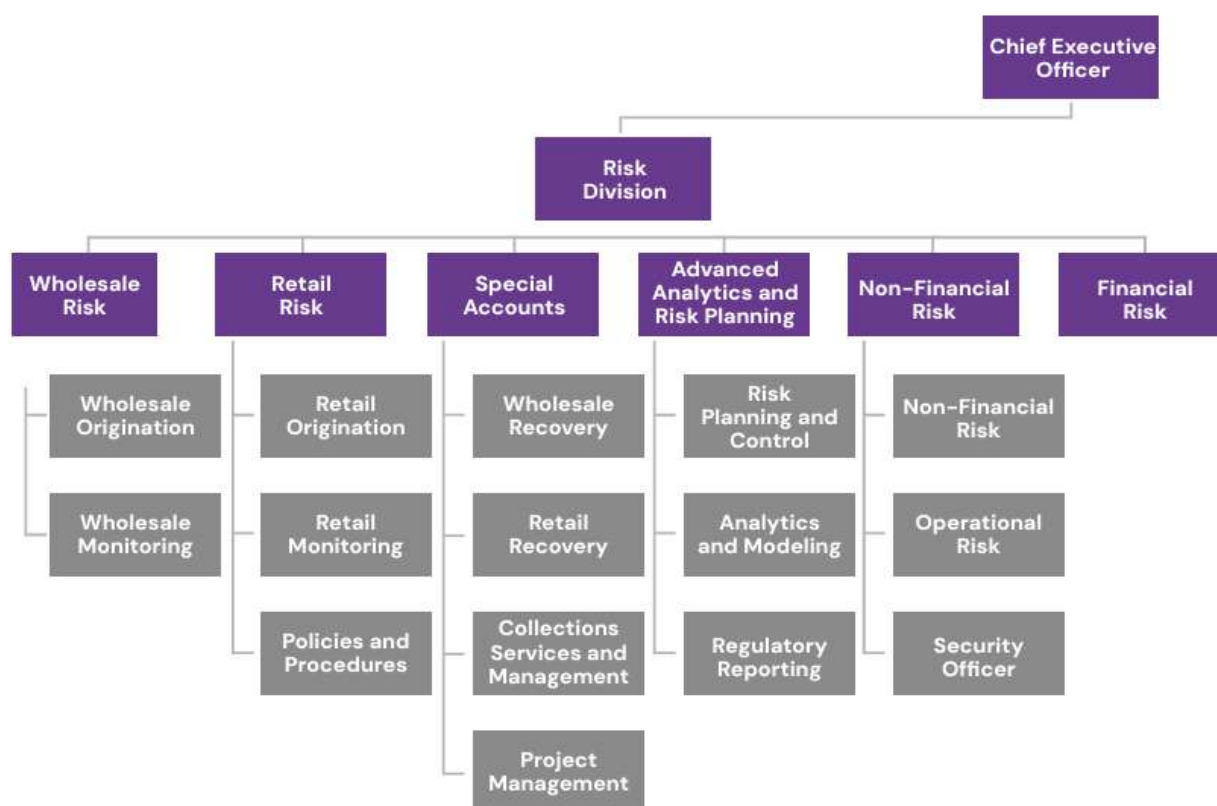 Chief Executive
Officer
Risk
Division
Wholesale
Risk
Retail
Risk
Special
Accounts
Advanced
Analytics and
Risk Planning
Non-Financial
Risk
Financial
Risk
Wholesale
Origination
Retail
Origination
Wholesale
Recovery
Risk
Planning and
Control
Non-Financial
Risk
Wholesale
Monitoring
Retail
Monitoring
Retail
Recovery
Analytics
and Modeling
Operational
Risk
Policies and
Procedures
Collections
Services and
Management
Regulatory
Reporting
Security
Officer
Project
Management